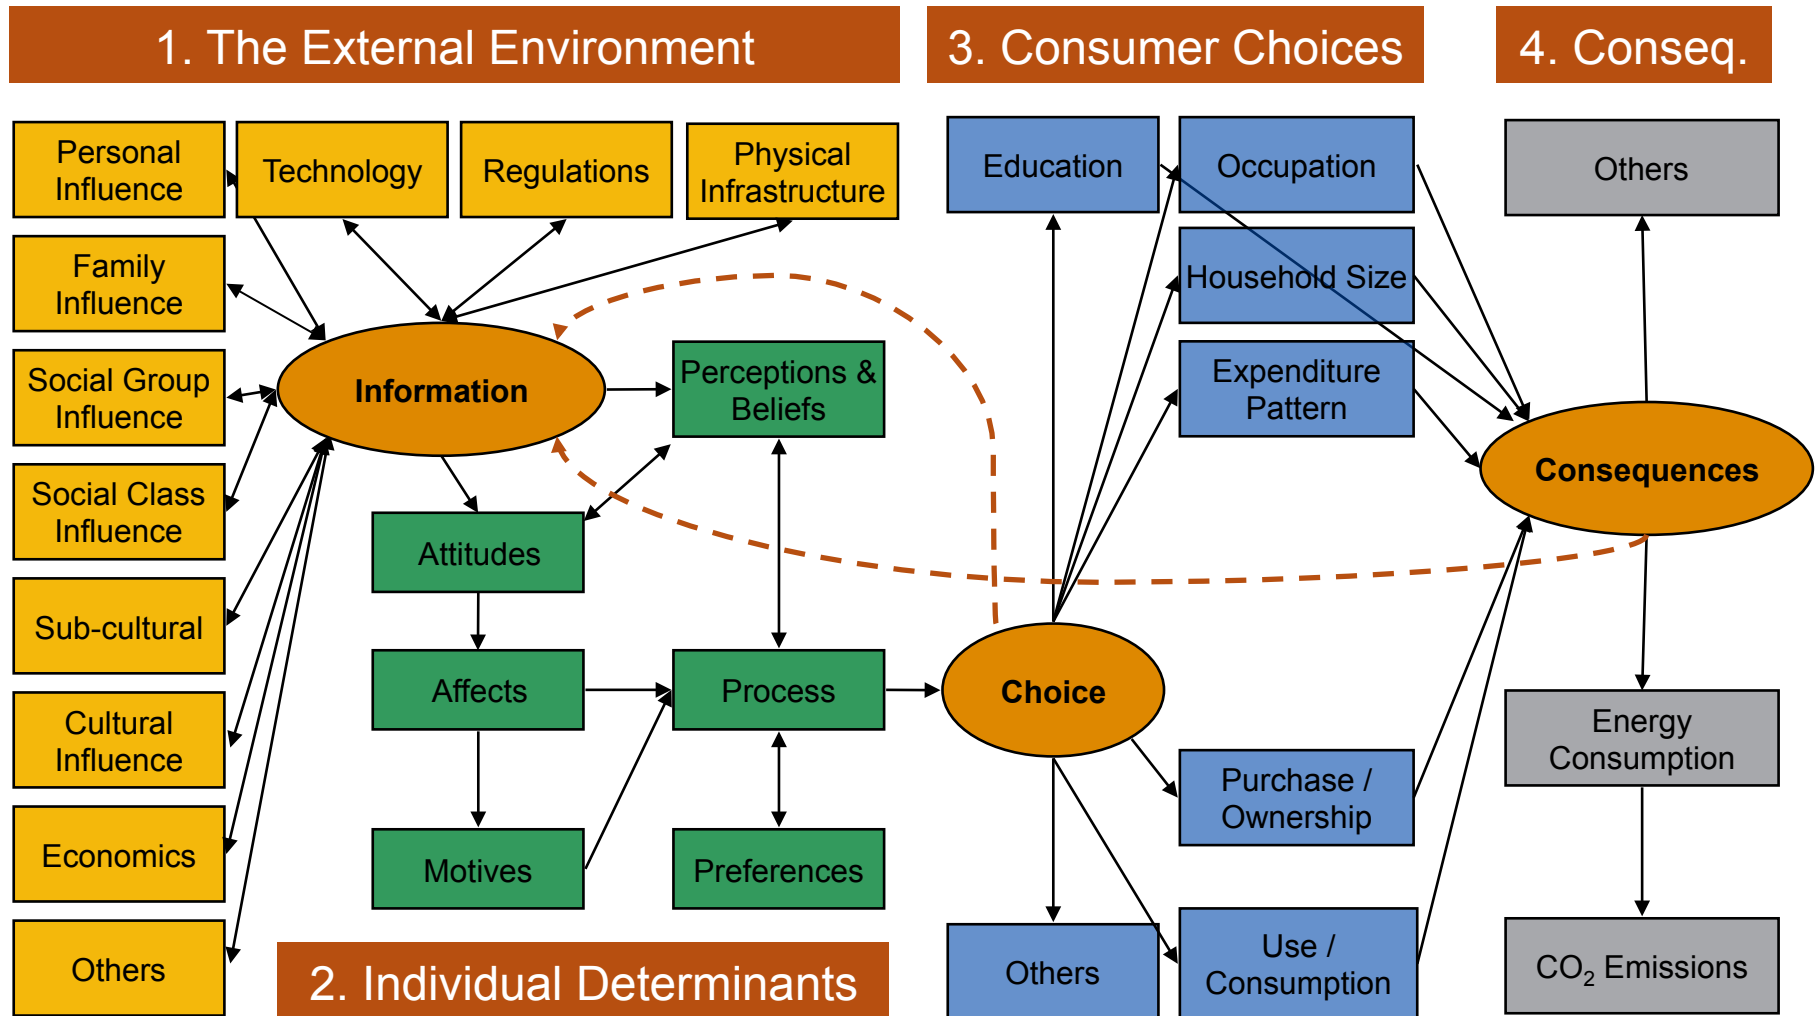 1. The External Environment
3. Consumer Choices
4. Conseq.
Personal
Influence
Technology
Regulations
Physical
Infrastructure
Education
Occupation
Others
Family
Influence
Household Size
Social Group
Influence
Information
Perceptions &
Beliefs
Expenditure
Pattern
Consequences
Social Class
Influence
Attitudes
Sub-cultural
Affects
Process
Choice
Cultural
Influence
Energy
Consumption
Purchase /
Ownership
Economics
Motives
Preferences
Others
2. Individual Determinants
Others
Use /
Consumption
CO₂ Emissions